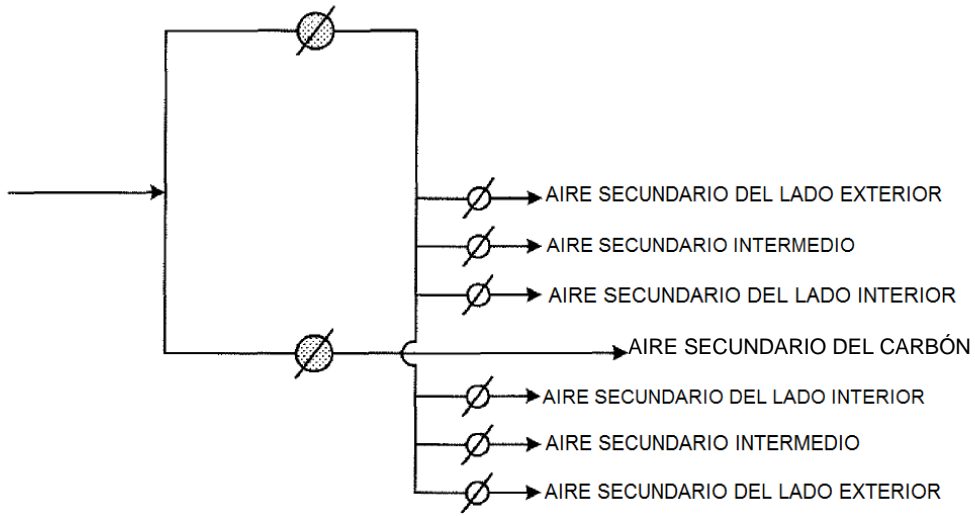 AIRE SECUNDARIO DEL LADO EXTERIOR
AIRE SECUNDARIO INTERMEDIO
AIRE SECUNDARIO DEL LADO INTERIOR
AIRE SECUNDARIO DEL CARBÓN
AIRE SECUNDARIO DEL LADO INTERIOR
AIRE SECUNDARIO INTERMEDIO
AIRE SECUNDARIO DEL LADO EXTERIOR